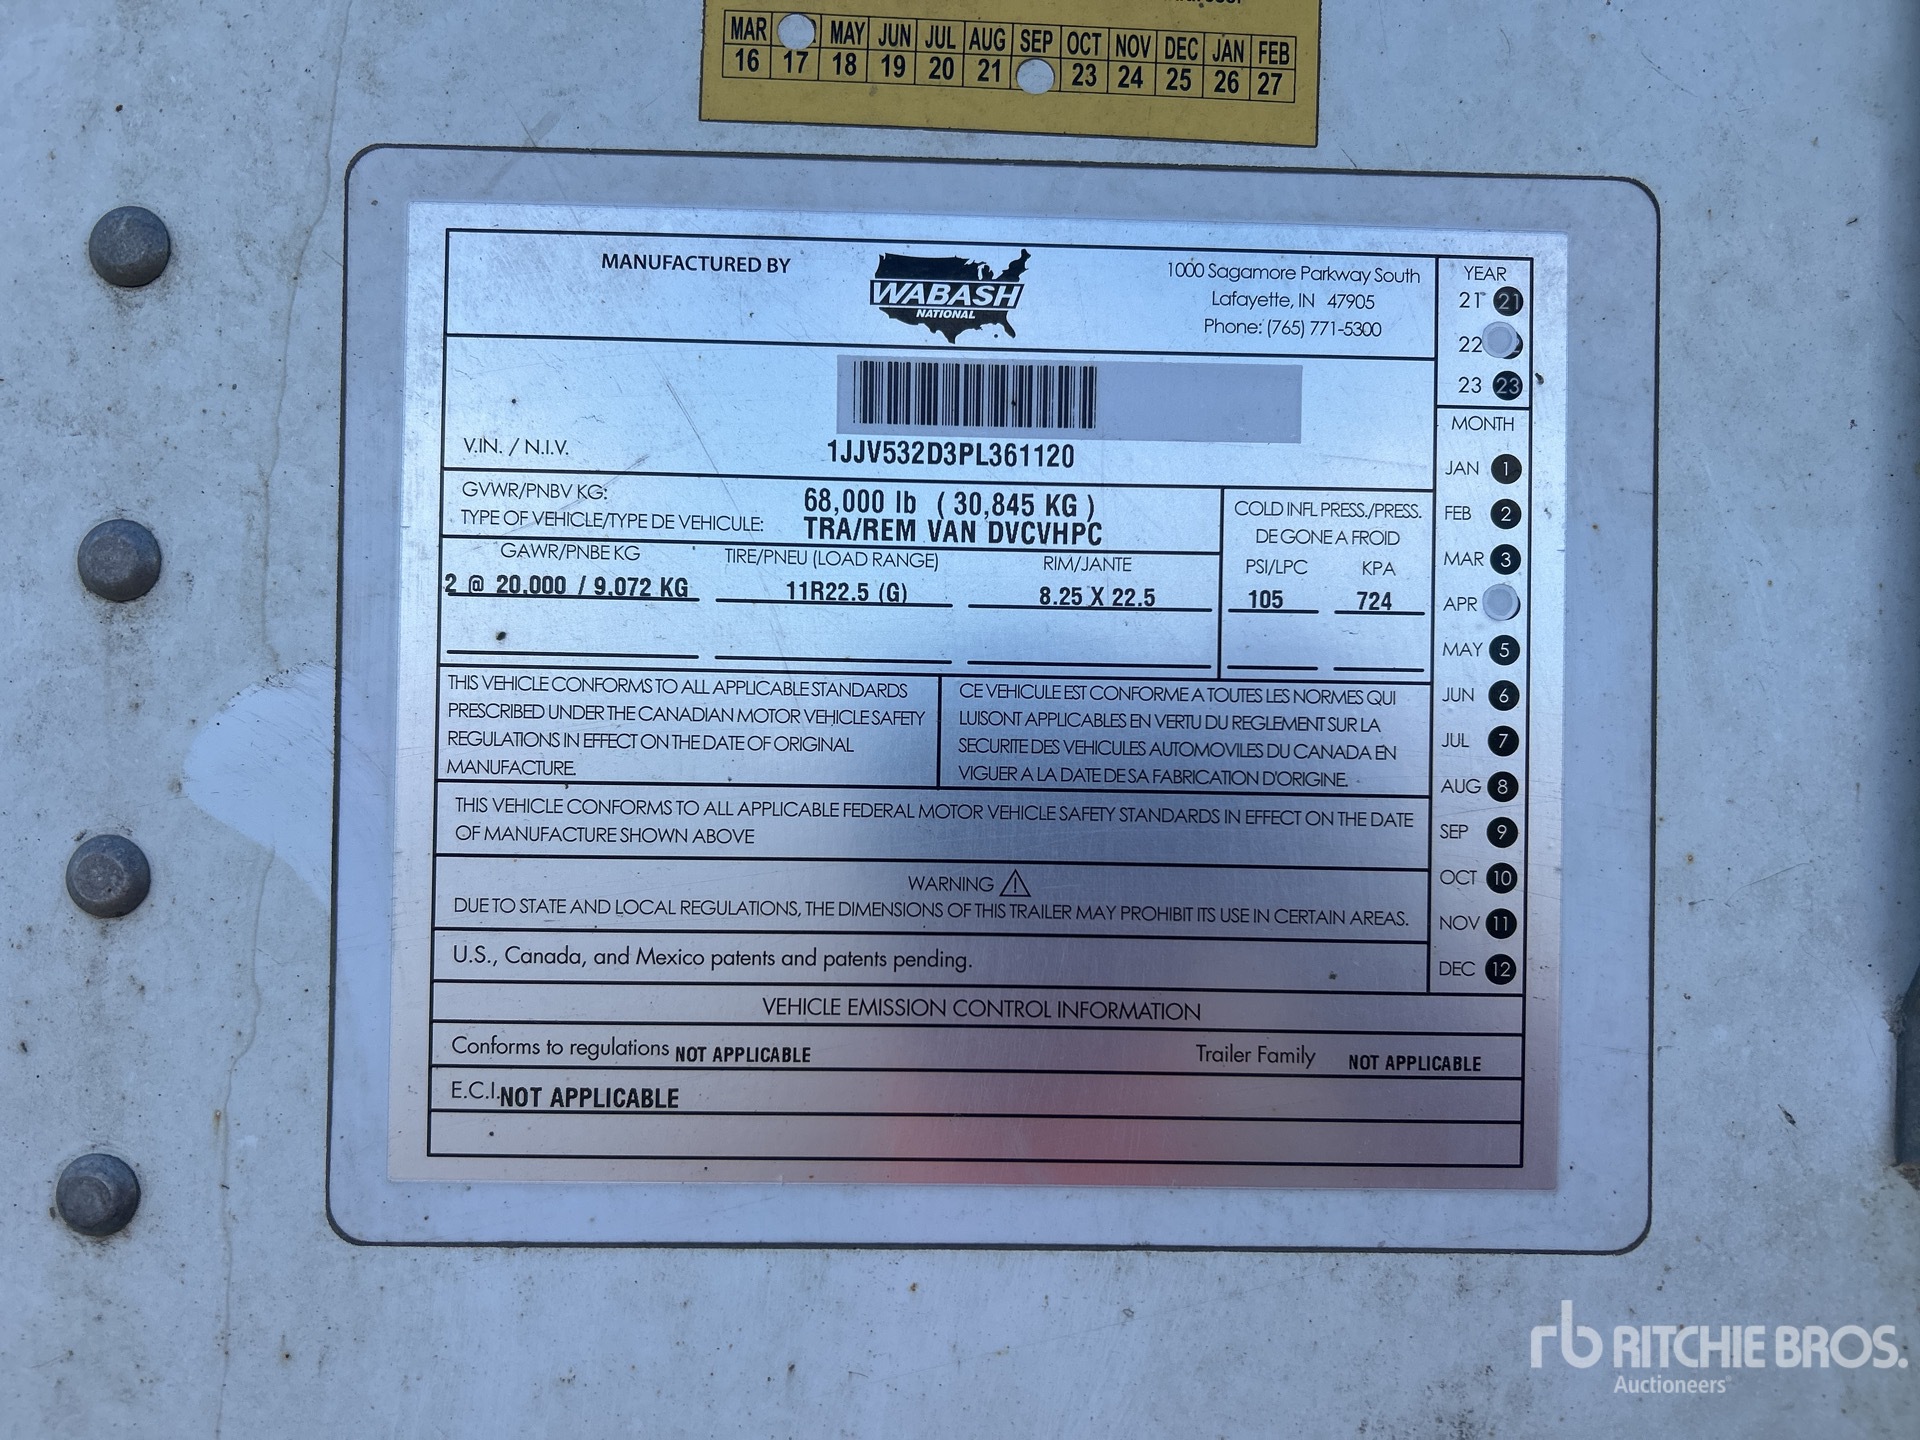 MAR MAY JUN JUL AUG SEP OCT NOV DEC JAN FEB
16 17 18 19 20 21 23 24 25 26 27
MANUFACTURED BY
WABASH
NATIONAL
1000 Sagamore Parkway South
Lafayette, IN 47905
Phone: (765) 771-5300
V.IN. / N.I.V.
1JJV532D3PL361120
GVWR/PNBV KG:
68,000 lb ( 30,845 KG )
TYPE OF VEHICLE/TYPE DE VEHICULE:
TRA/REM VAN DVCVHPC
COLD INFL PRESS./PRESS.
DE GONE A FROID
GAWR/PNBE KG TIRE/PNEU (LOAD RANGE) RIM/JANTE PSI/LPC KPA
2 @ 20,000 / 9,072 KG 11R22.5 (G) 8.25 X 22.5 105 724
THIS VEHICLE CONFORMS TO ALL APPLICABLE STANDARDS
PRESCRIBED UNDER THE CANADIAN MOTOR VEHICLE SAFETY
REGULATIONS IN EFFECT ON THE DATE OF ORIGINAL
MANUFACTURE.
CE VEHICULE EST CONFORME A TOUTES LES NORMES QUI
LUISONT APPLICABLES EN VERTU DU REGLEMENT SUR LA
SECURITE DES VEHICULES AUTOMOVILES DU CANADA EN
VIGUER A LA DATE DE SA FABRICATION D'ORIGINE.
THIS VEHICLE CONFORMS TO ALL APPLICABLE FEDERAL MOTOR VEHICLE SAFETY STANDARDS IN EFFECT ON THE DATE
OF MANUFACTURE SHOWN ABOVE
WARNING
DUE TO STATE AND LOCAL REGULATIONS, THE DIMENSIONS OF THIS TRAILER MAY PROHIBIT ITS USE IN CERTAIN AREAS.
U.S., Canada, and Mexico patents and patents pending.
VEHICLE EMISSION CONTROL INFORMATION
Conforms to regulations NOT APPLICABLE Trailer Family NOT APPLICABLE
E.C.I. NOT APPLICABLE
YEAR
21 21
22
23 23
MONTH
JAN 1
FEB 2
MAR 3
APR
MAY 5
JUN 6
JUL 7
AUG 8
SEP 9
OCT 10
NOV 11
DEC 12
rb RITCHIE BROS.
Auctioneers